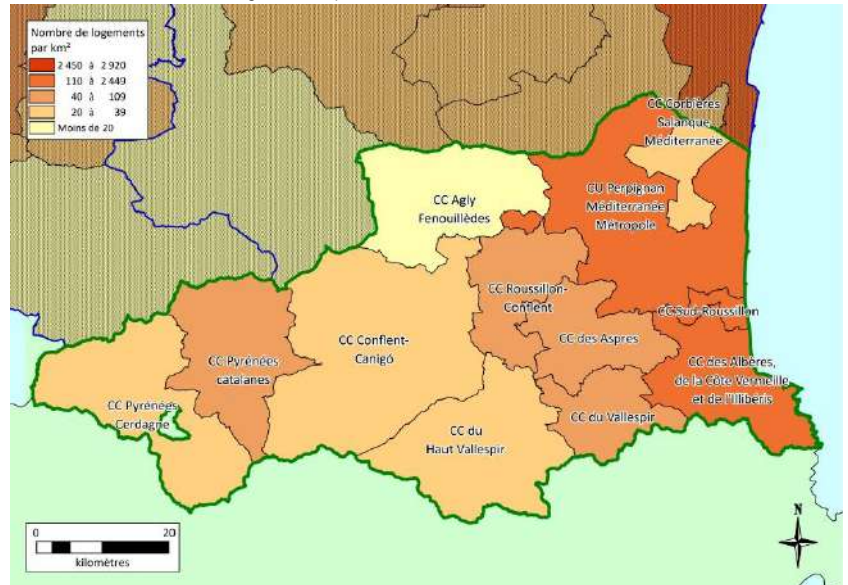 Nombre de logements
par km²
2 450 à 2 920
110 à 2 449
40 à 109
20 à 39
Moins de 20
CC Corbières
Salanque
Méditerranée
CC Agly
Fenouillèdes
CU Perpignan
Méditerranée
Métropole
CC Roussillon-
Conflent
CC Sud-Roussillon
CC Conflent-
Canigó
CC des Aspres
CC Pyrénées
catalanes
CC des Albères,
de la Côte Vermeille
et de l'Illibéris
CC Pyrénées
Cerdagne
CC du Vallespir
CC du
Haut Vallespir
N
0 20
kilomètres